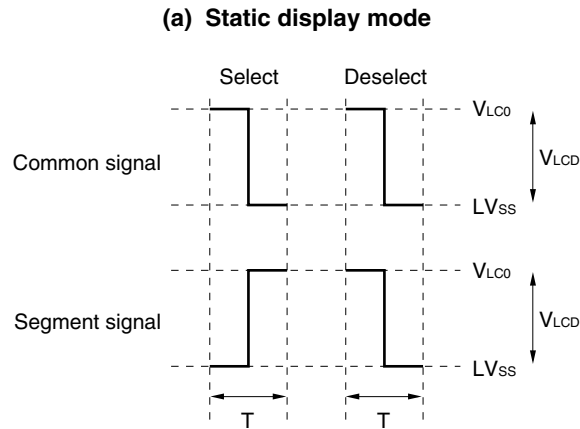 (a) Static display mode
Select Deselect
VLC0
Common signal
VLCD
LVSS
VLC0
Segment signal
VLCD
LVSS
T T